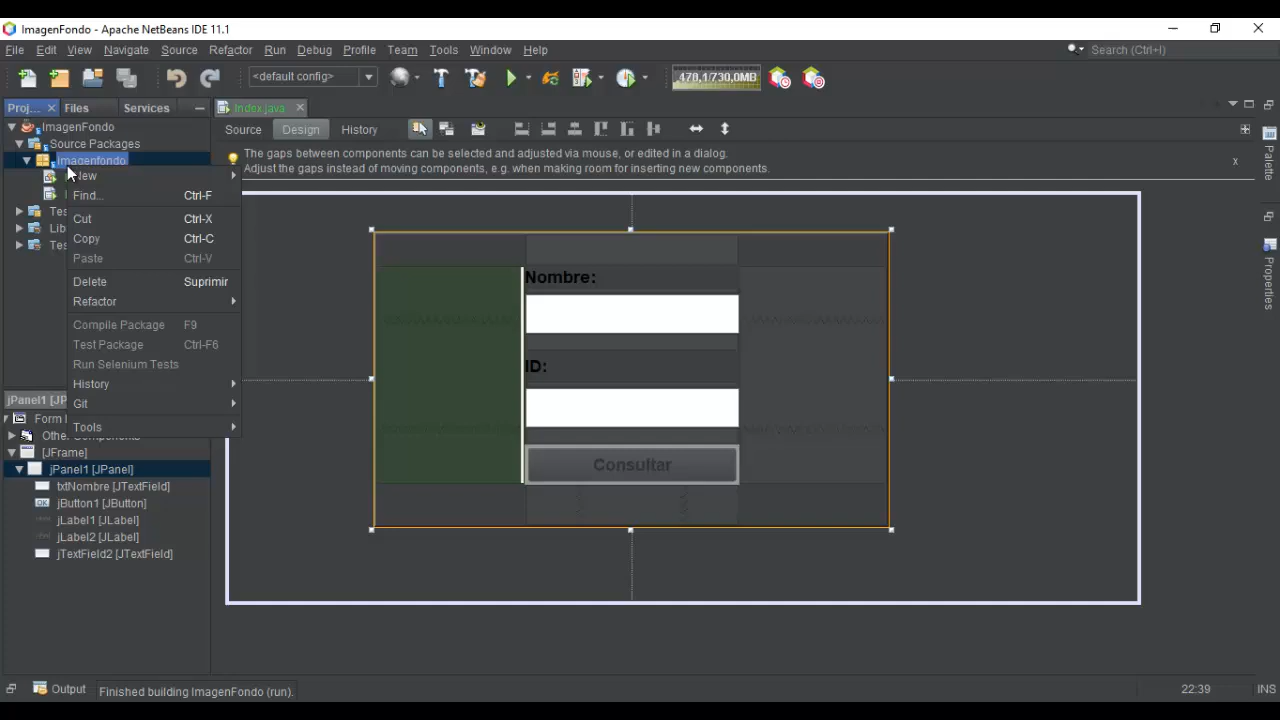 ImagenFondo - Apache NetBeans IDE 11.1
File Edit View Navigate Source Refactor Run Debug Profile Team Tools Window Help
Search (Ctrl+I)
<default config>
478,1/730,0MB
Proj... Files Services
Index.java
ImagenFondo
Source Packages
imagenfondo
Source Design History
The gaps between components can be selected and adjusted via mouse, or edited in a dialog.
Adjust the gaps instead of moving components, e.g. when making room for inserting new components.
x
Palette
Properties
New
Find... Ctrl-F
Cut Ctrl-X
Copy Ctrl-C
Paste Ctrl-V
Delete Suprimir
Refactor
Compile Package F9
Test Package Ctrl-F6
Run Selenium Tests
History
Git
Tools
Nombre:
ID:
Consultar
jPanel1 [JP
Form
[JFrame]
jPanel1 [JPanel]
txtNombre [JTextField]
jButton1 [JButton]
jLabel1 [JLabel]
jLabel2 [JLabel]
jTextField2 [JTextField]
Output Finished building ImagenFondo (run).
22:39 INS